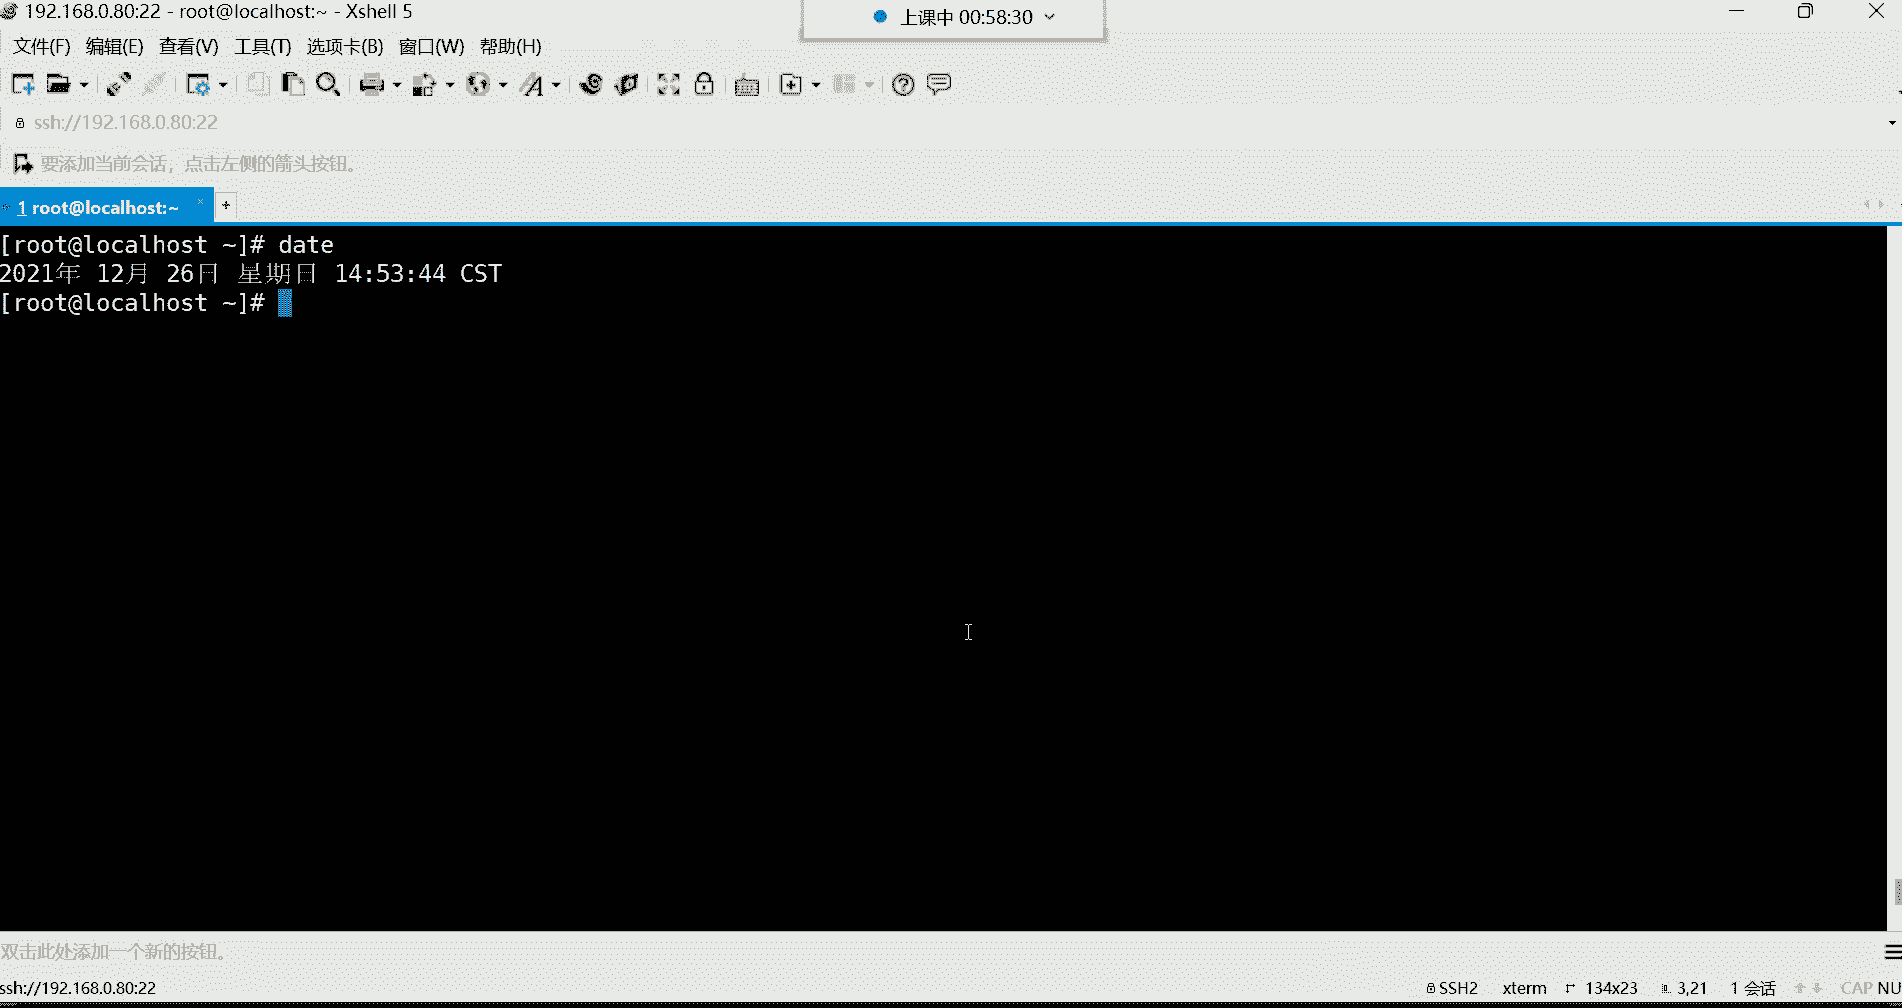 192.168.0.80:22 - root@localhost:~ - Xshell 5
上课中 00:58:30
文件(F) 编辑(E) 查看(V) 工具(T) 选项卡(B) 窗口(W) 帮助(H)
ssh://192.168.0.80:22
要添加当前会话，点击左侧的箭头按钮。
1 root@localhost:~
[root@localhost ~]# date
2021年 12月 26日 星期日 14:53:44 CST
[root@localhost ~]#
双击此处添加一个新的按钮。
ssh://192.168.0.80:22 SSH2 xterm 134x23 3,21 1 会话 CAP NU